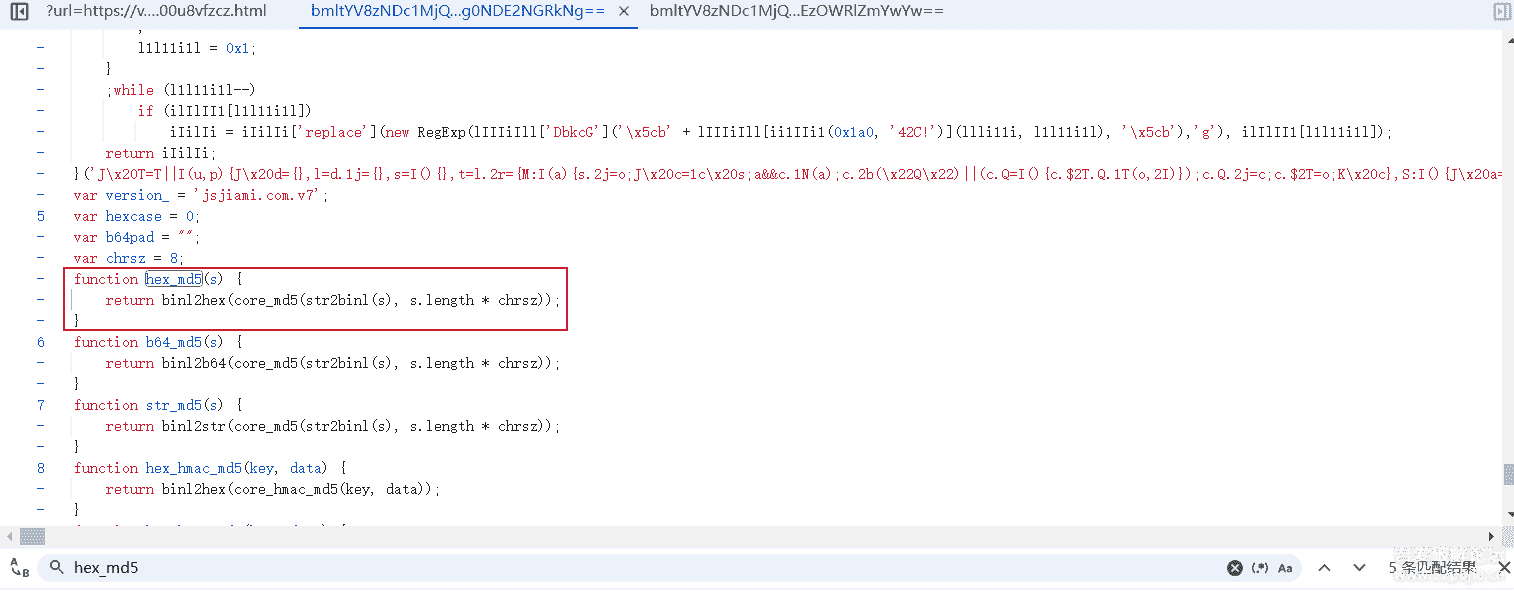 ?url=https://v....00u8vfzcz.html bmltYV8zNDc1MjQ...g0NDE2NGRkNg== × bmltYV8zNDc1MjQ...EzOWRlZmYwYw==
- l1l11i1l = 0x1;
- }
- ;while (l1l11i1l--)
- if (ilIlII1[l1l11i1l])
- iIilIi = iIilIi['replace'](new RegExp(lIIIiIll['DbkcG']('\x5cb' + lIIIiIll[ii1IIi1(0x1a0, '42C!')](llli11i, l1l11i1l), '\x5cb'),'g'), ilIlII1[l1l11i1l]);
- return iIilIi;
- }('J\x20T=T||I(u,p){J\x20d={},l=d.1j={},s=I(){},t=l.2r={M:I(a){s.2j=o;J\x20c=1c\x20s;a&&c.1N(a);c.2b(\x22Q\x22)||(c.Q=I(){c.$2T.Q.1T(o,2I)});c.Q.2j=c;c.$2T=o;K\x20c},S:I(){J\x20a=
- var version_ = 'jsjiami.com.v7';
5 var hexcase = 0;
- var b64pad = "";
- var chrsz = 8;
- function hex_md5(s) {
- return binl2hex(core_md5(str2binl(s), s.length * chrsz));
- }
6 function b64_md5(s) {
- return binl2b64(core_md5(str2binl(s), s.length * chrsz));
- }
7 function str_md5(s) {
- return binl2str(core_md5(str2binl(s), s.length * chrsz));
- }
8 function hex_hmac_md5(key, data) {
- return binl2hex(core_hmac_md5(key, data));
- }
hex_md5 (.*) Aa 5 条匹配结果